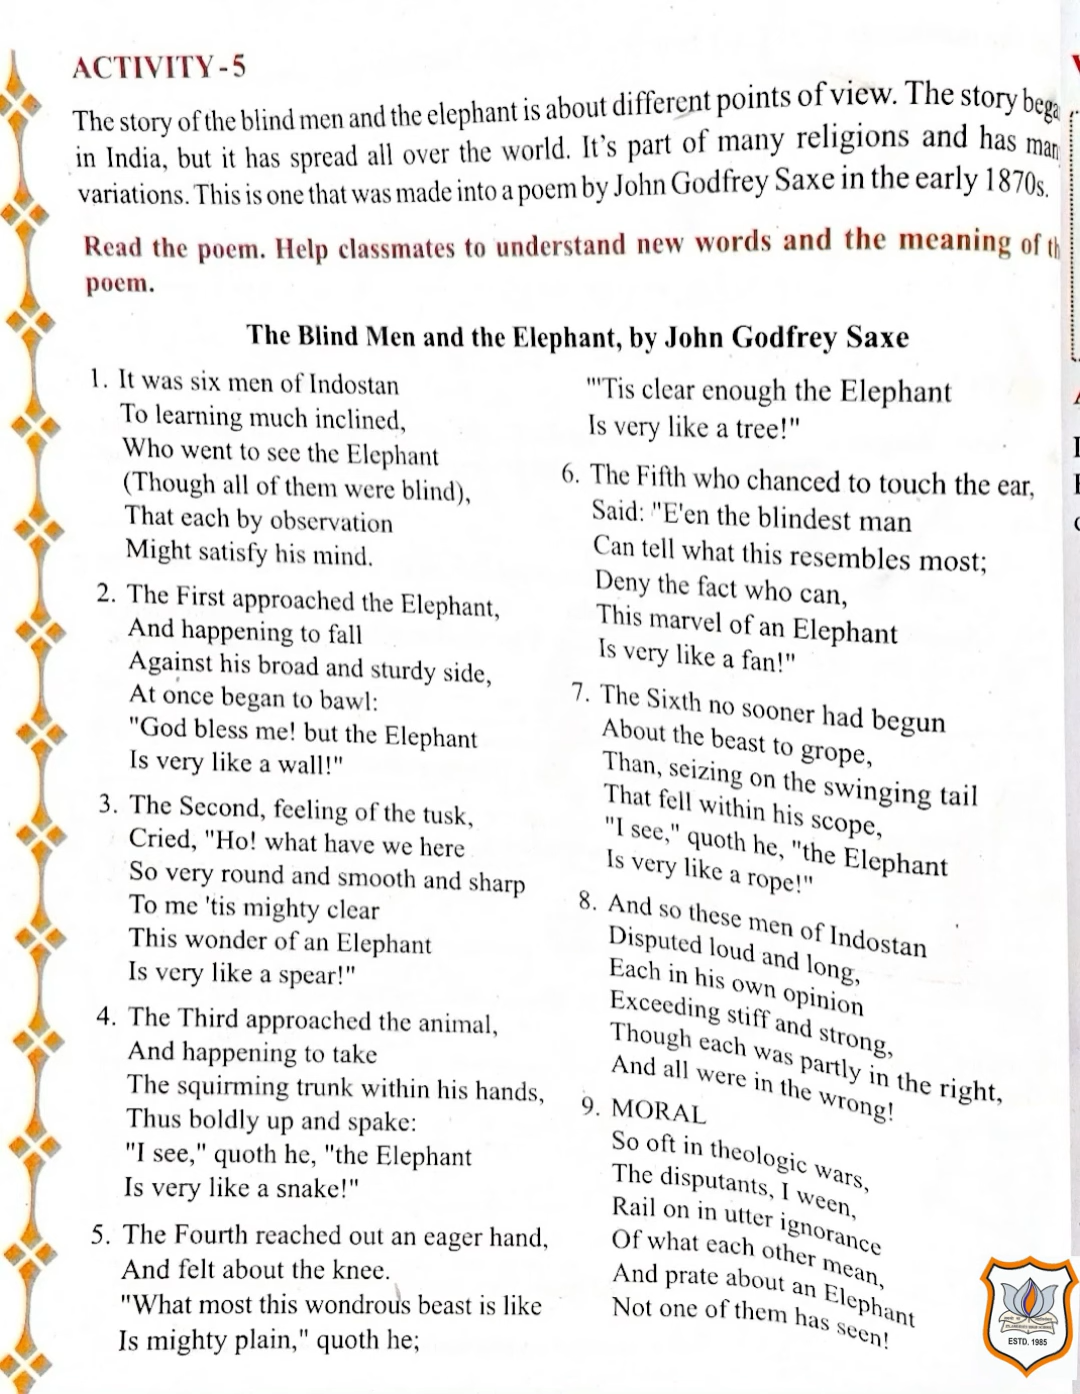 ACTIVITY - 5
The story of the blind men and the elephant is about different points of view. The story bega
in India, but it has spread all over the world. It's part of many religions and has man
variations. This is one that was made into a poem by John Godfrey Saxe in the early 1870s.
Read the poem. Help classmates to understand new words and the meaning of th
poem.
The Blind Men and the Elephant, by John Godfrey Saxe
1. It was six men of Indostan
To learning much inclined,
Who went to see the Elephant
(Though all of them were blind),
That each by observation
Might satisfy his mind.
2. The First approached the Elephant,
And happening to fall
Against his broad and sturdy side,
At once began to bawl:
"God bless me! but the Elephant
Is very like a wall!"
3. The Second, feeling of the tusk,
Cried, "Ho! what have we here
So very round and smooth and sharp
To me 'tis mighty clear
This wonder of an Elephant
Is very like a spear!"
4. The Third approached the animal,
And happening to take
The squirming trunk within his hands,
Thus boldly up and spake:
"I see," quoth he, "the Elephant
Is very like a snake!"
5. The Fourth reached out an eager hand,
And felt about the knee.
"What most this wondrous beast is like
Is mighty plain," quoth he;
"'Tis clear enough the Elephant
Is very like a tree!"
6. The Fifth who chanced to touch the ear,
Said: "E'en the blindest man
Can tell what this resembles most;
Deny the fact who can,
This marvel of an Elephant
Is very like a fan!"
7. The Sixth no sooner had begun
About the beast to grope,
Than, seizing on the swinging tail
That fell within his scope,
"I see," quoth he, "the Elephant
Is very like a rope!"
8. And so these men of Indostan
Disputed loud and long,
Each in his own opinion
Exceeding stiff and strong,
Though each was partly in the right,
And all were in the wrong!
9. MORAL
So oft in theologic wars,
The disputants, I ween,
Rail on in utter ignorance
Of what each other mean,
And prate about an Elephant
Not one of them has seen!
ESTD. 1985